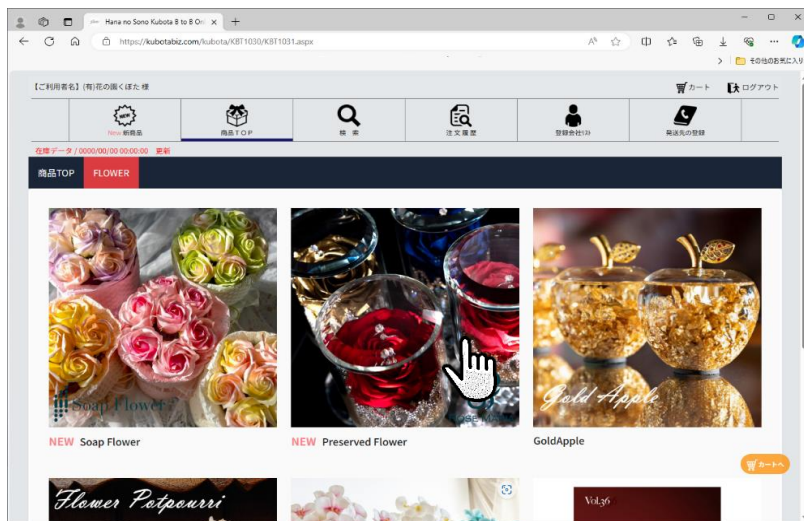 Hana no Sono Kubota B to B Onl
https://kubotabiz.com/kubota/KBT1030/KBT1031.aspx
その他のお気に入り
【ご利用者名】(有)花の園くぼた 様
カート
ログアウト
New 新商品
商品TOP
検 索
注文履歴
登録会社リスト
発送先の登録
在庫データ / 0000/00/00 00:00:00 更新
商品TOP FLOWER
Soap Flower
Gold Apple
NEW Soap Flower
NEW Preserved Flower
GoldApple
カートへ
Flower Potpourri
Vol.36